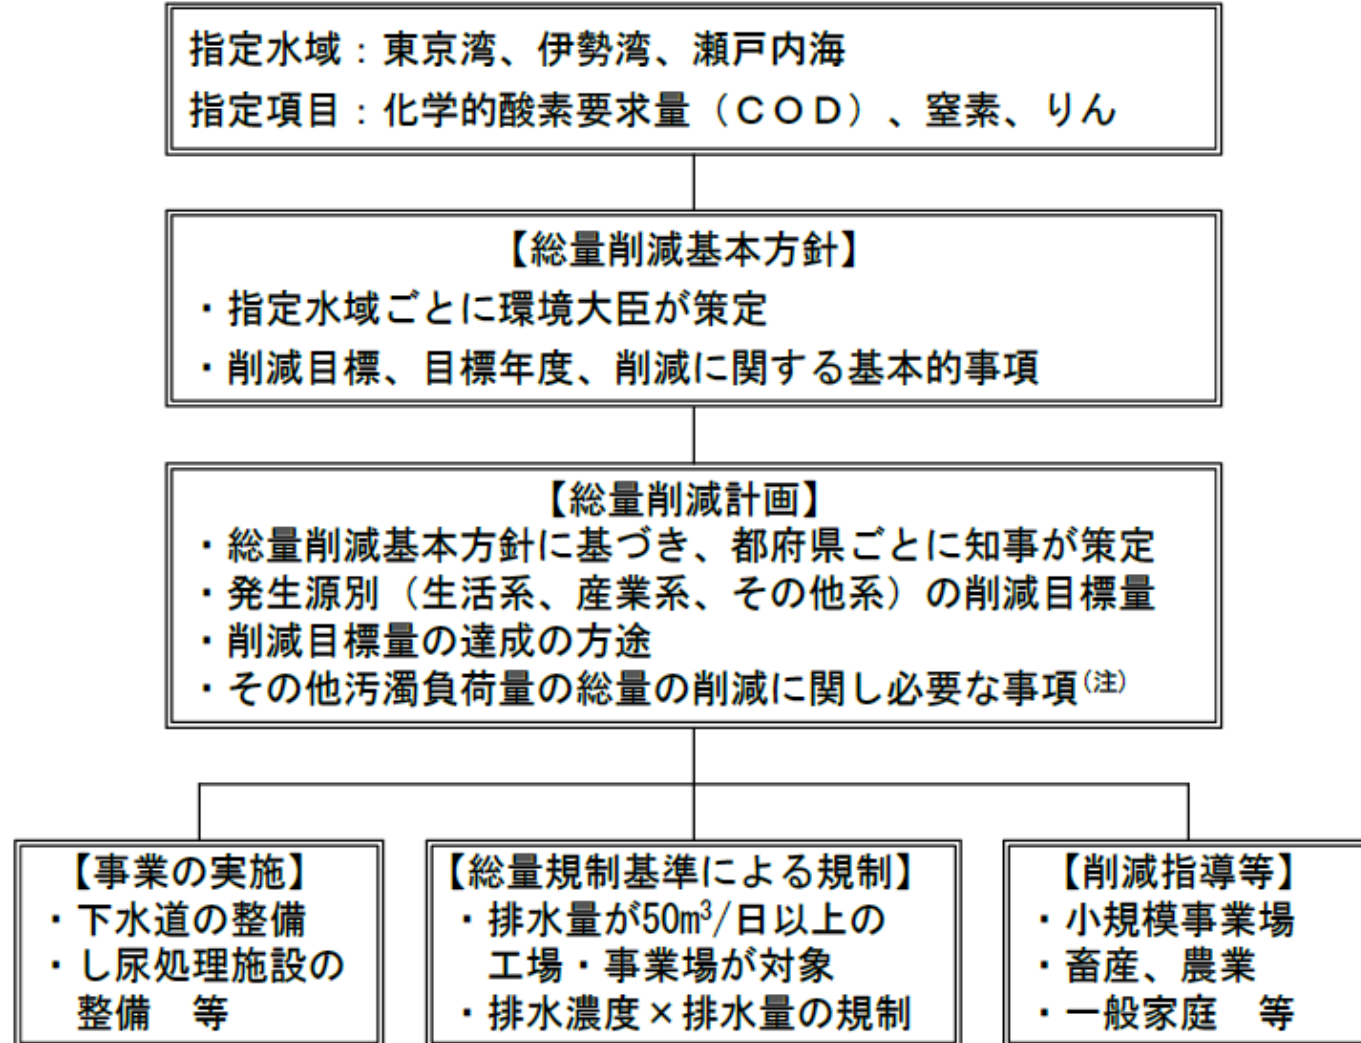 指定水域：東京湾、伊勢湾、瀬戸内海
指定項目：化学的酸素要求量（ＣＯＤ）、窒素、りん
【総量削減基本方針】
・指定水域ごとに環境大臣が策定
・削減目標、目標年度、削減に関する基本的事項
【総量削減計画】
・総量削減基本方針に基づき、都府県ごとに知事が策定
・発生源別（生活系、産業系、その他系）の削減目標量
・削減目標量の達成の方途
・その他汚濁負荷量の総量の削減に関し必要な事項(注)
【事業の実施】
・下水道の整備
・し尿処理施設の
整備　等
【総量規制基準による規制】
・排水量が50m³/日以上の
工場・事業場が対象
・排水濃度×排水量の規制
【削減指導等】
・小規模事業場
・畜産、農業
・一般家庭　等